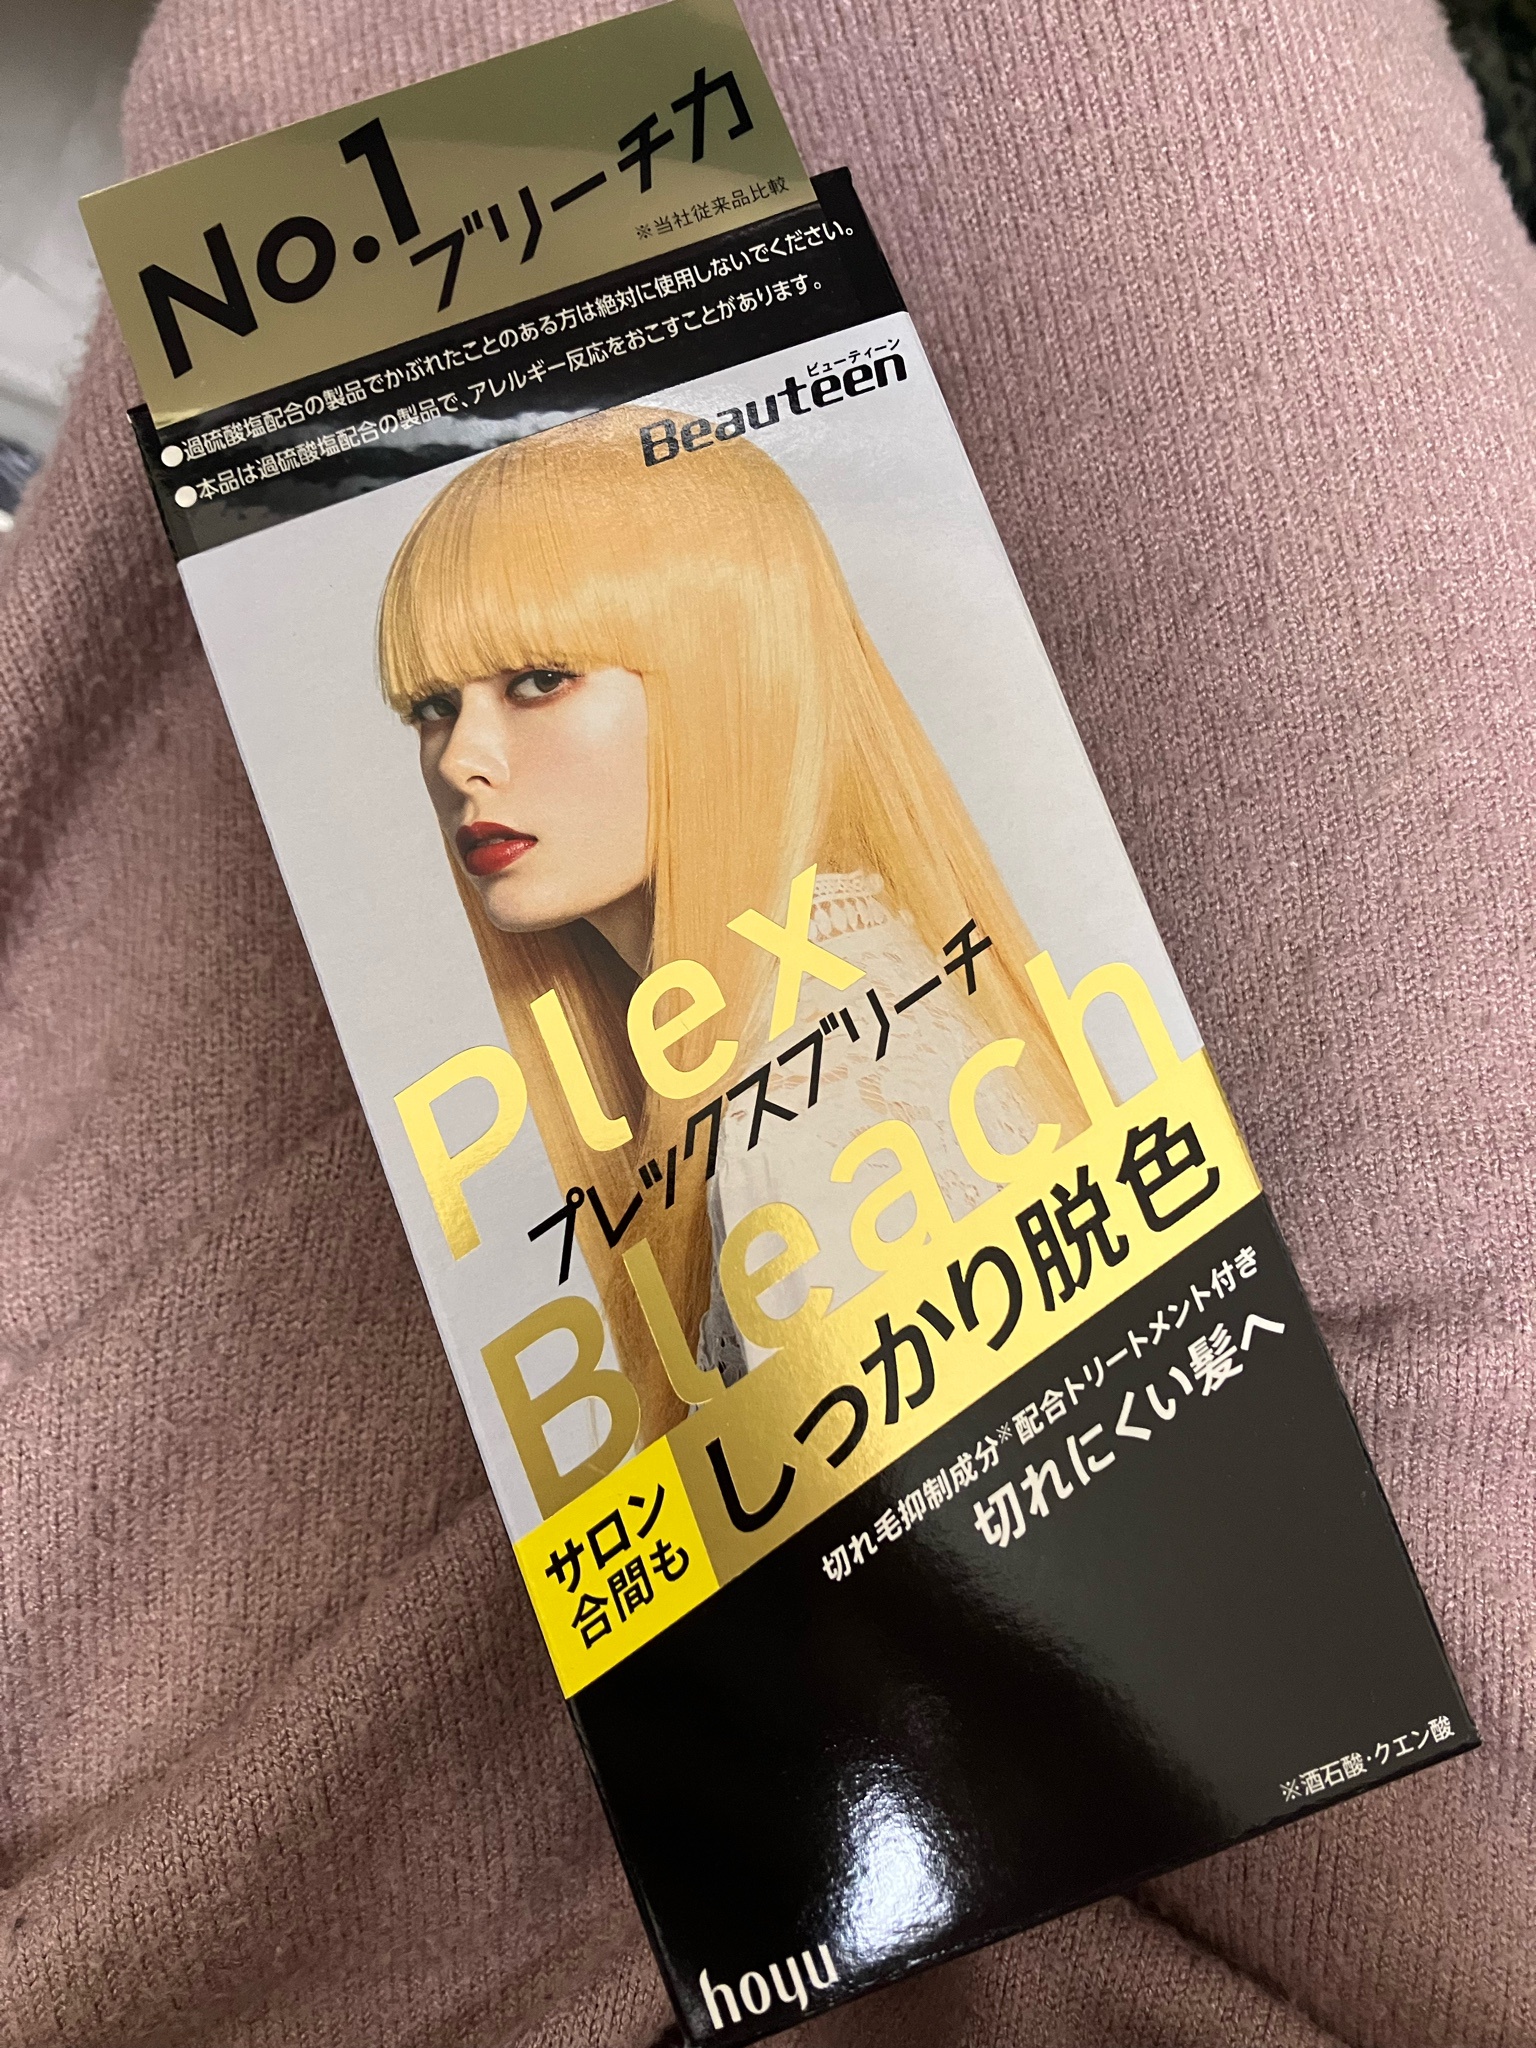 No.1ブリーチ力
※当社従来品比較
●過硫酸塩配合の製品でかぶれたことのある方は絶対に使用しないでください。
●本品は過硫酸塩配合の製品で、アレルギー反応をおこすことがあります。
ビューティーン
Beauteen
Plex
プレックスブリーチ
Bleach
サロン
合間も
しっかり脱色
切れ毛抑制成分※配合トリートメント付き
切れにくい髪へ
※酒石酸・クエン酸
hoyu